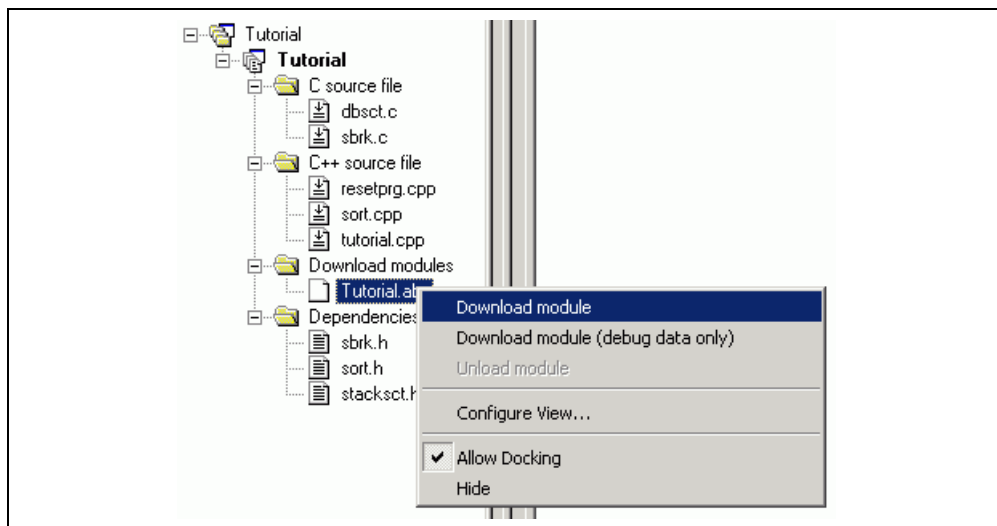 Tutorial
Tutorial
C source file
dbsct.c
sbrk.c
C++ source file
resetprg.cpp
sort.cpp
tutorial.cpp
Download modules
Tutorial.ab
Dependencies
sbrk.h
sort.h
stacksct.h
Download module
Download module (debug data only)
Unload module
Configure View...
Allow Docking
Hide